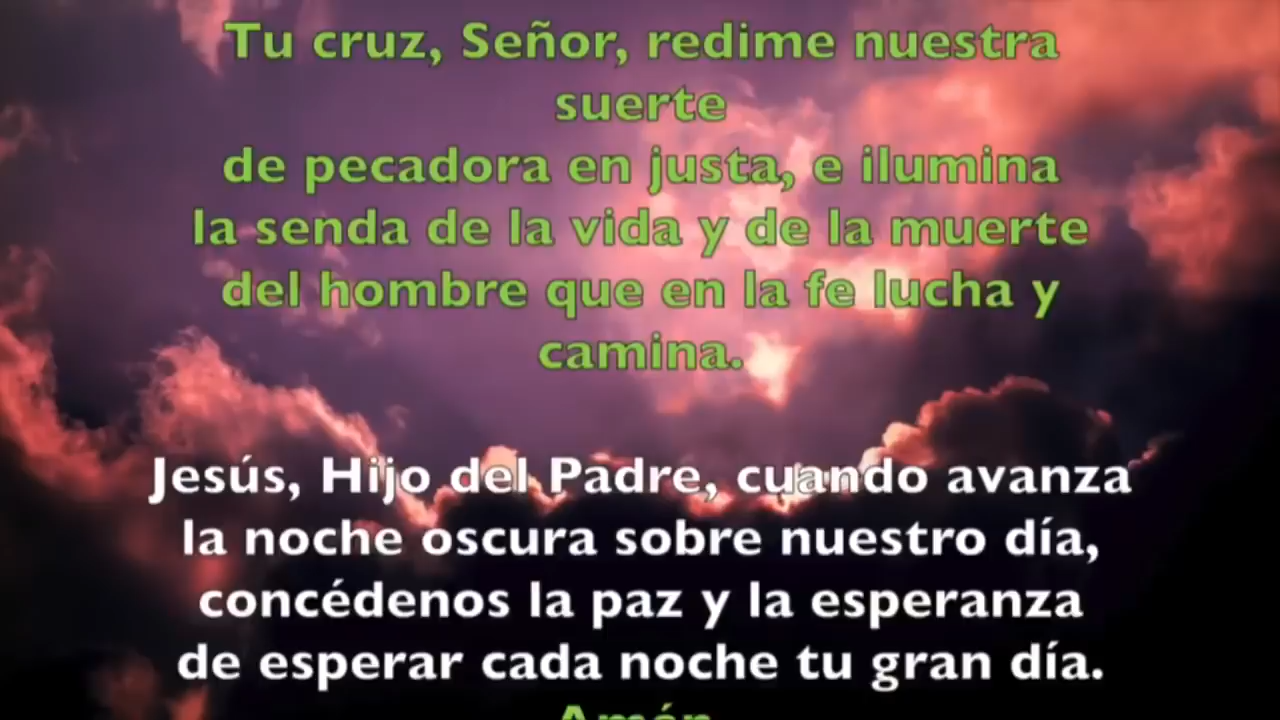 Tu cruz, Señor, redime nuestra
suerte
de pecadora en justa, e ilumina
la senda de la vida y de la muerte
del hombre que en la fe lucha y
camina.
Jesús, Hijo del Padre, cuando avanza
la noche oscura sobre nuestro día,
concédenos la paz y la esperanza
de esperar cada noche tu gran día.
Amén